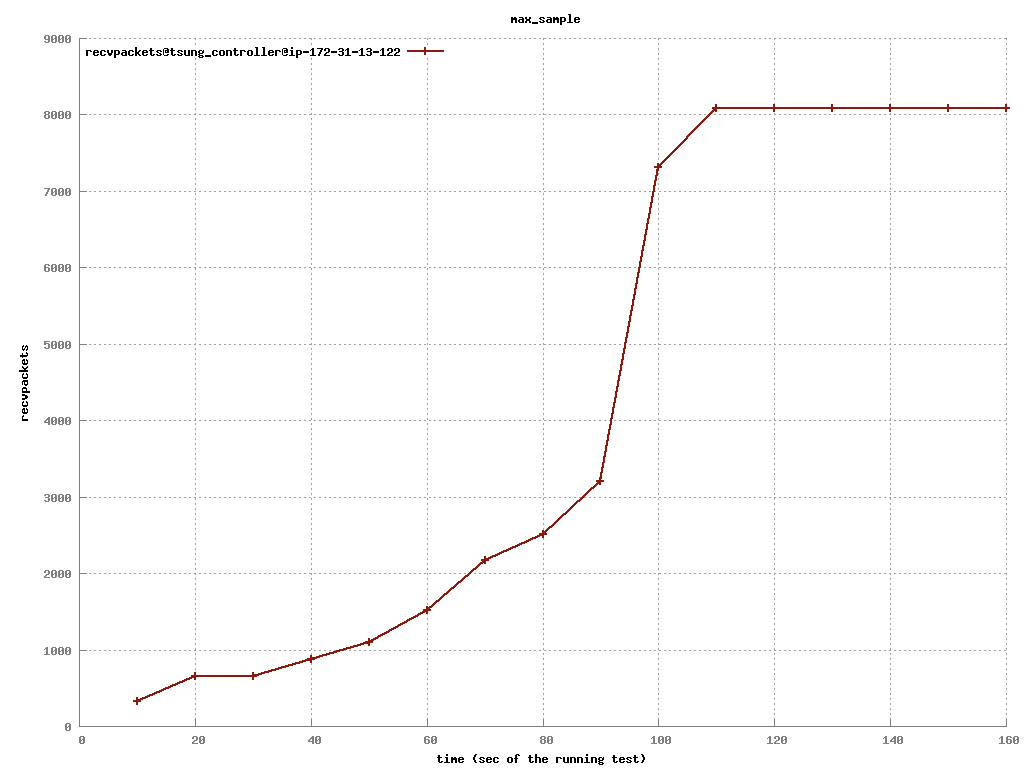 max_sample
9000
recvpackets@tsung_controller@ip-172-31-13-122
8000
7000
6000
5000
4000
3000
2000
1000
0
recvpackets
0 20 40 60 80 100 120 140 160
time (sec of the running test)